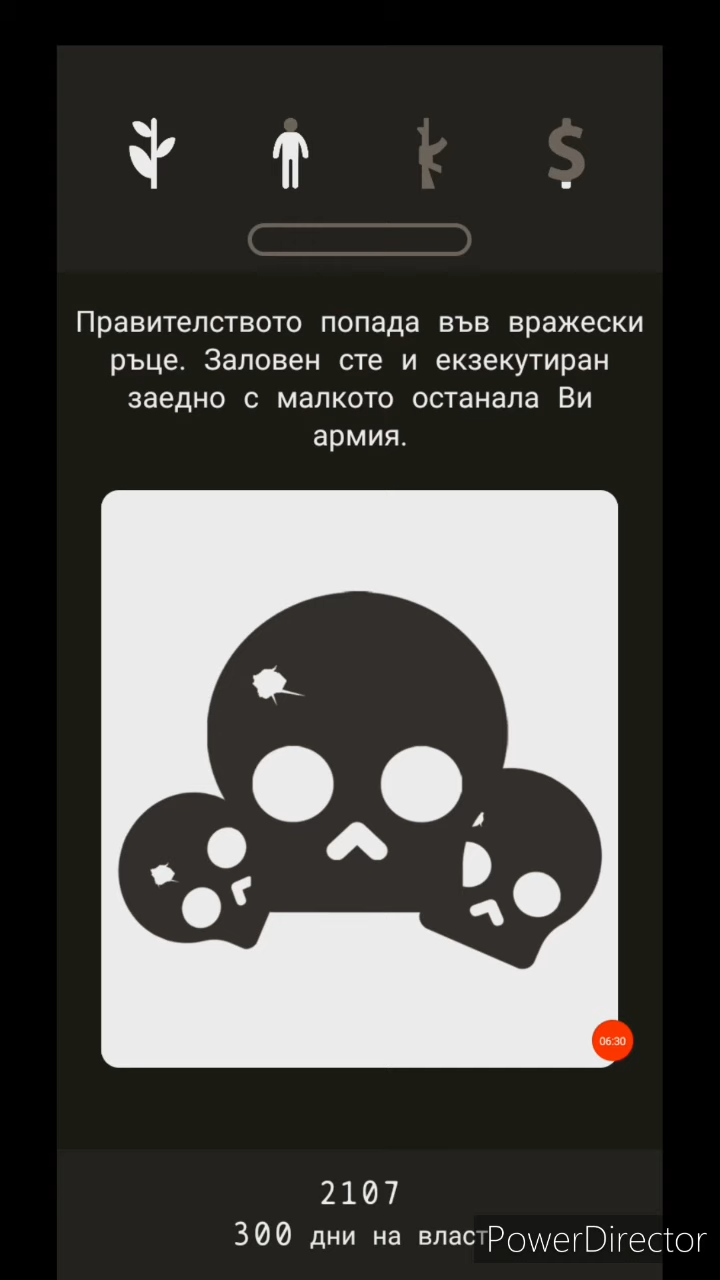 Правителството попада във вражески
ръце. Заловен сте и екзекутиран
заедно с малкото останала Ви
армия.
06:30
2107
300 дни на власт
PowerDirector